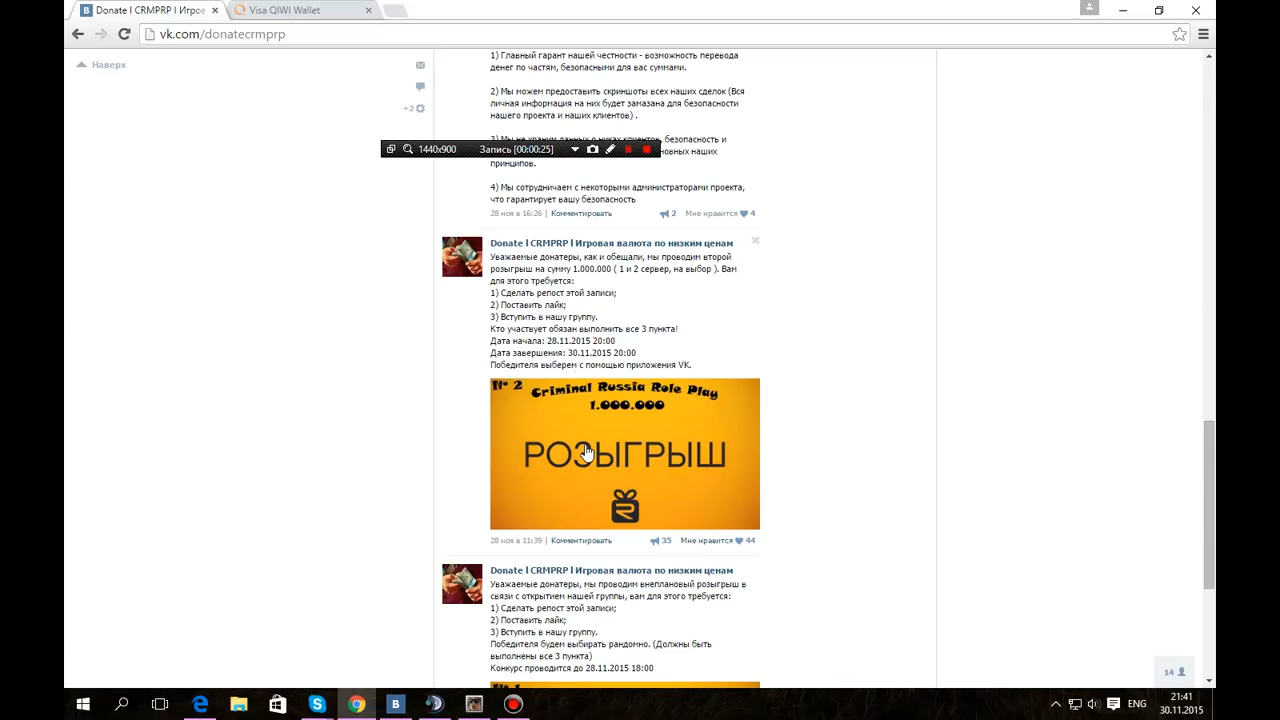 Donate | CRMPRP | Игров
Visa QIWI Wallet
vk.com/donatecrmprp
Наверх
+2
1) Главный гарант нашей честности - возможность перевода
денег по частям, безопасными для вас суммами.
2) Мы можем предоставить скриншоты всех наших сделок (Вся
личная информация на них будет замазана для безопасности
нашего проекта и наших клиентов) .
3) Мы не храним данных о никах клиентов, безопасность и
1440x900 Запись [00:00:25]
новных наших
принципов.
4) Мы сотрудничаем с некоторыми администраторами проекта,
что гарантирует вашу безопасность
28 ноя в 16:26 | Комментировать 2 Мне нравится 4
Donate | CRMPRP | Игровая валюта по низким ценам
Уважаемые донатеры, как и обещали, мы проводим второй
розыгрыш на сумму 1.000.000 ( 1 и 2 сервер, на выбор ). Вам
для этого требуется:
1) Сделать репост этой записи;
2) Поставить лайк;
3) Вступить в нашу группу.
Кто участвует обязан выполнить все 3 пункта!
Дата начала: 28.11.2015 20:00
Дата завершения: 30.11.2015 20:00
Победителя выберем с помощью приложения VK.
№ 2 Criminal Russia Role Play
1.000.000
РОЗЫГРЫШ
28 ноя в 11:39 | Комментировать 35 Мне нравится 44
Donate | CRMPRP | Игровая валюта по низким ценам
Уважаемые донатеры, мы проводим внеплановый розыгрыш в
связи с открытием нашей группы, вам для этого требуется:
1) Сделать репост этой записи;
2) Поставить лайк;
3) Вступить в нашу группу.
Победителя будем выбирать рандомно. (Должны быть
выполнены все 3 пункта)
Конкурс проводится до 28.11.2015 18:00
14
ENG
21:41
30.11.2015